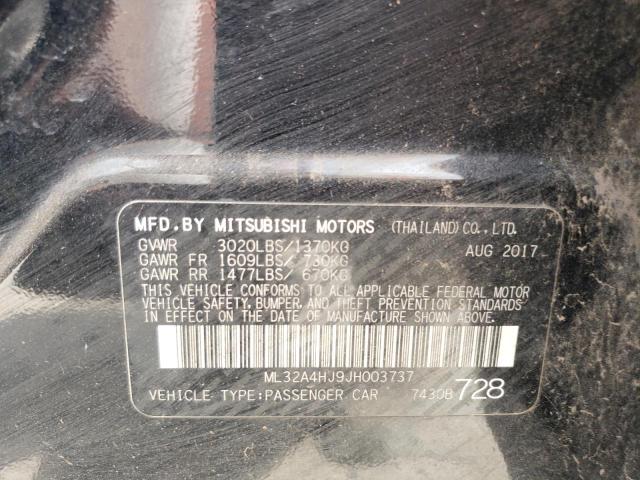 MFD.BY MITSUBISHI MOTORS (THAILAND)CO.,LTD.
GVWR 3020LBS/1370KG AUG 2017
GAWR FR 1609LBS/ 730KG
GAWR RR 1477LBS/ 670KG
THIS VEHICLE CONFORMS TO ALL APPLICABLE FEDERAL MOTOR
VEHICLE SAFETY, BUMPER, AND THEFT PREVENTION STANDARDS
IN EFFECT ON THE DATE OF MANUFACTURE SHOWN ABOVE.
ML32A4HJ9JH003737
VEHICLE TYPE:PASSENGER CAR 7430B 728